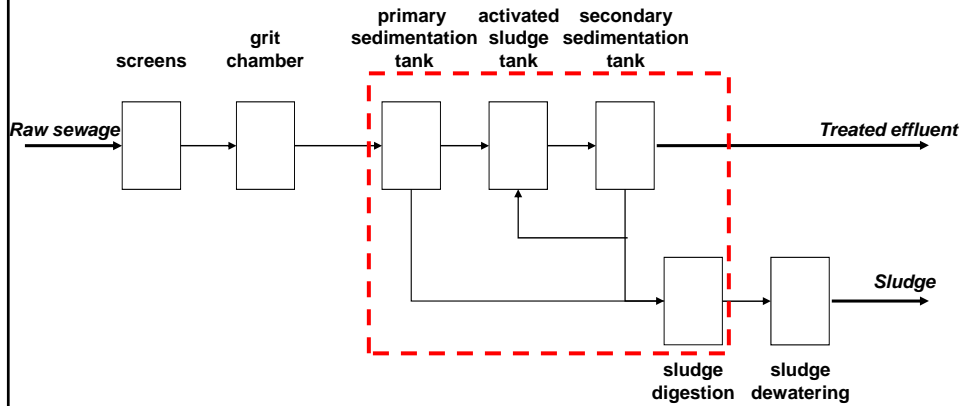 primary
sedimentation
tank
activated
sludge
tank
secondary
sedimentation
tank
grit
chamber
screens
Raw sewage
Treated effluent
Sludge
sludge
digestion
sludge
dewatering